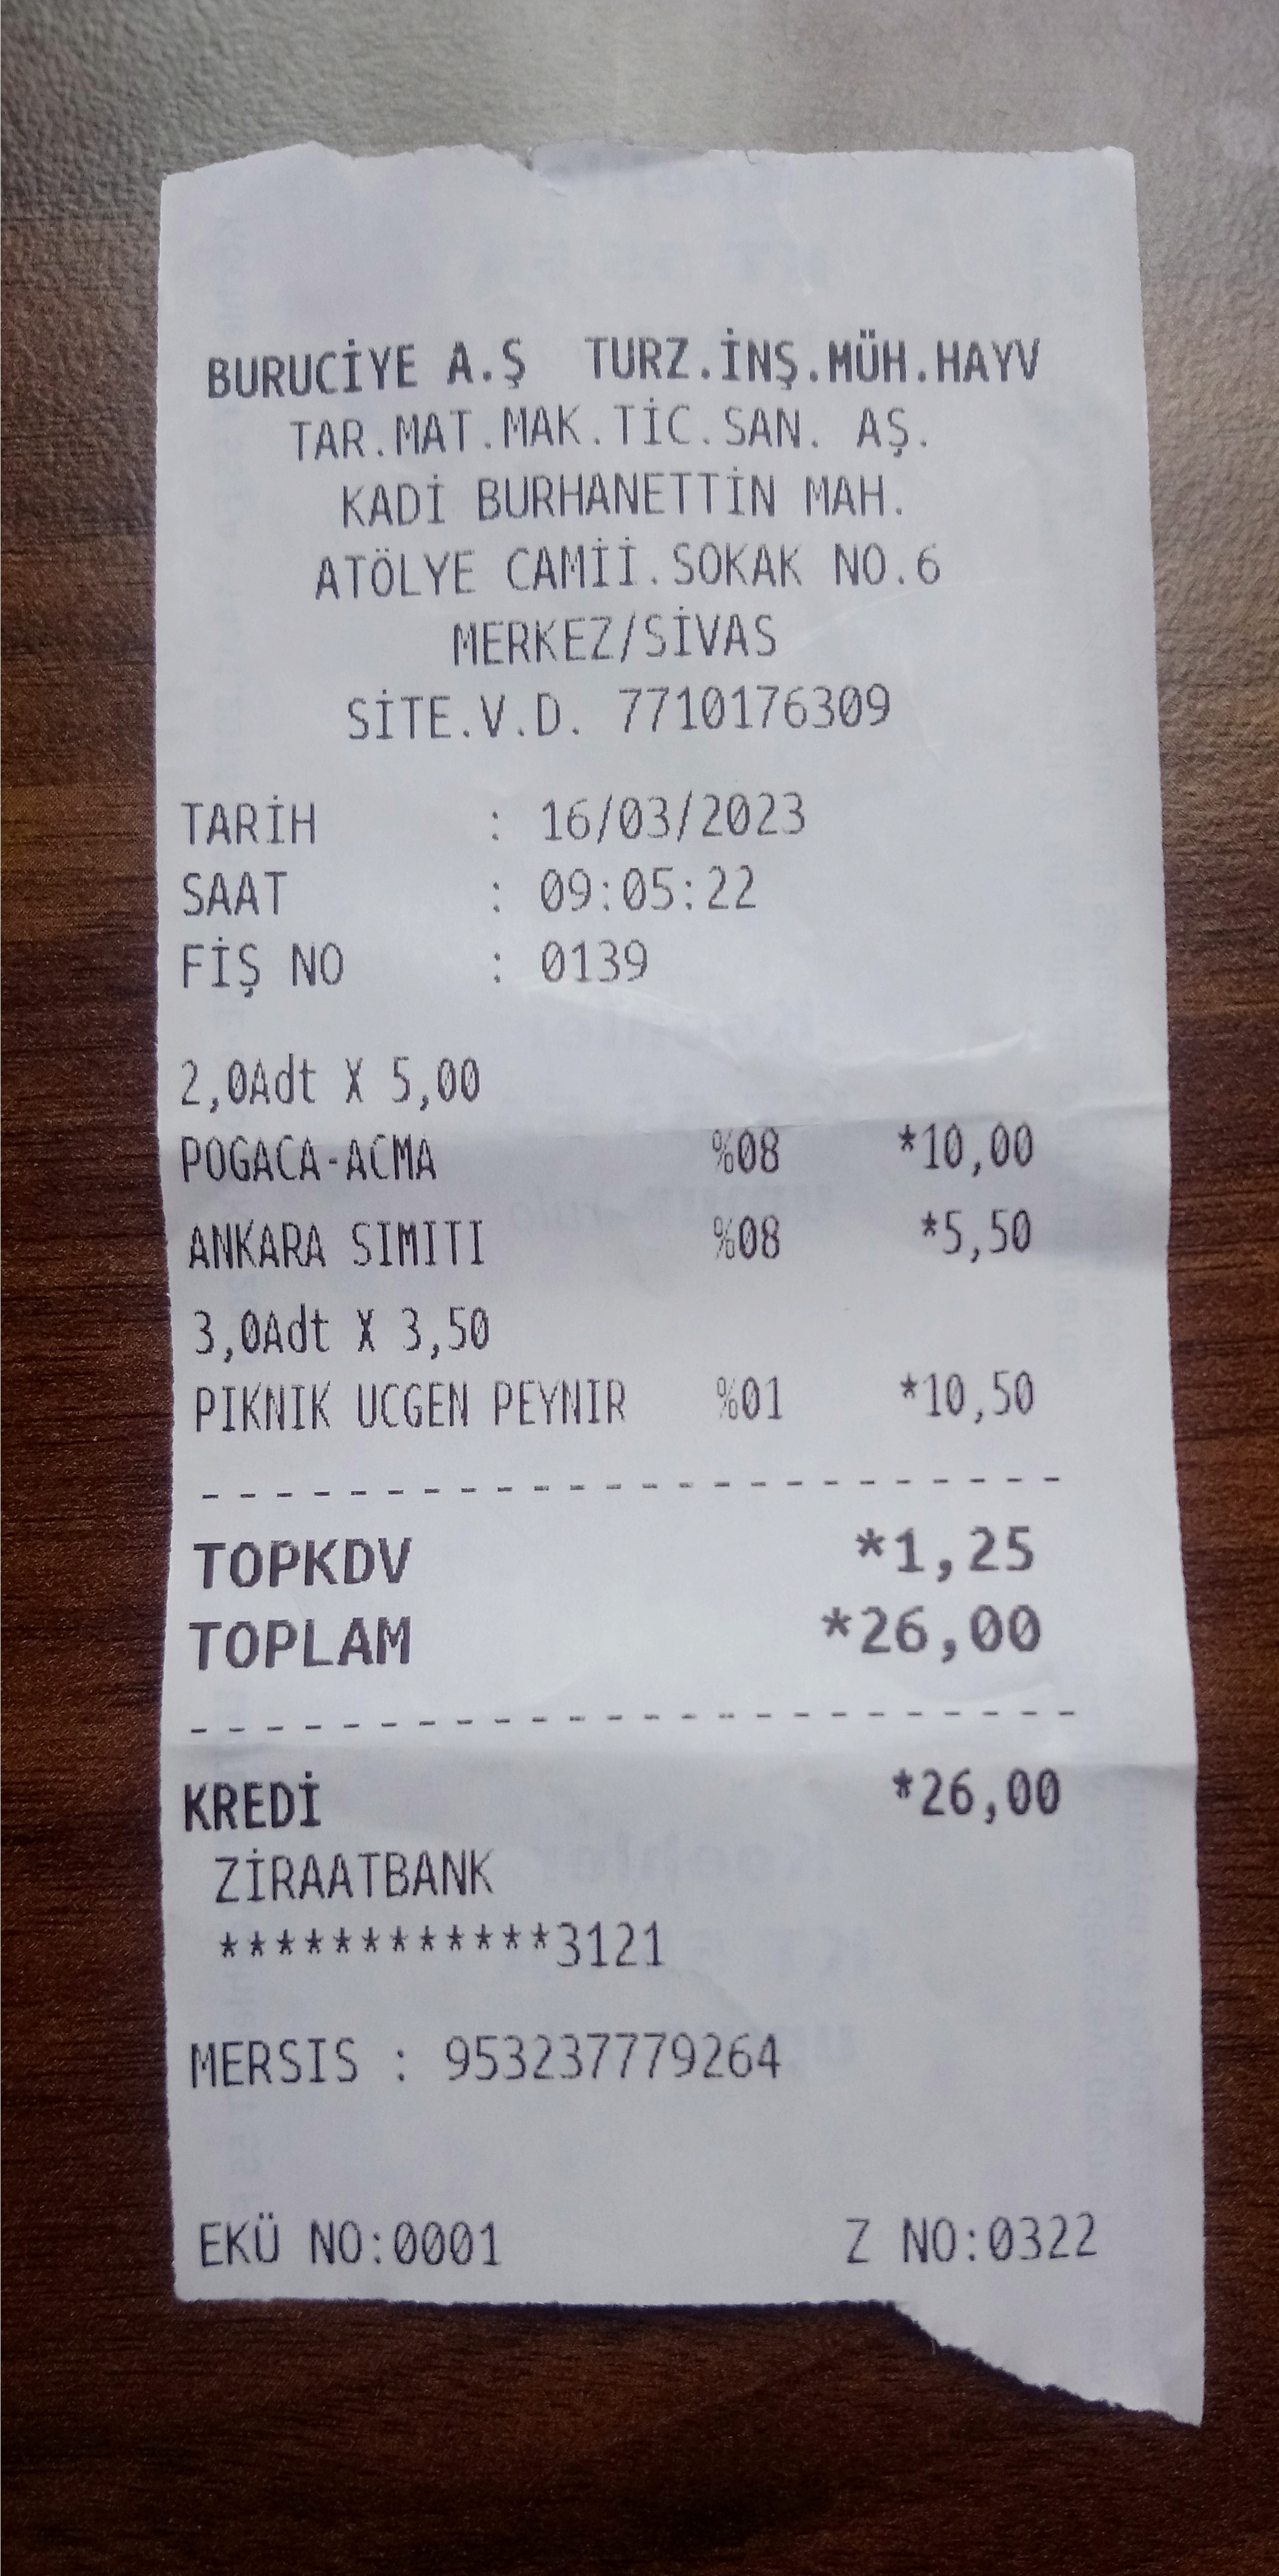 BURUCİYE A.Ş TURZ.İNŞ.MÜH.HAYV
TAR.MAT.MAK.TİC.SAN. AŞ.
KADİ BURHANETTİN MAH.
ATÖLYE CAMİİ.SOKAK NO.6
MERKEZ/SİVAS
SİTE.V.D. 7710176309
TARİH : 16/03/2023
SAAT : 09:05:22
FİŞ NO : 0139
2,0Adt X 5,00
POGACA-ACMA %08 *10,00
ANKARA SIMITI %08 *5,50
3,0Adt X 3,50
PIKNIK UCGEN PEYNIR %01 *10,50
- - - - - - - - - - - - - - - - - - - - - - - -
TOPKDV *1,25
TOPLAM *26,00
- - - - - - - - - - - - - - - - - - - - - - - -
KREDİ *26,00
ZİRAATBANK
************3121
MERSIS : 953237779264
EKÜ NO:0001 Z NO:0322